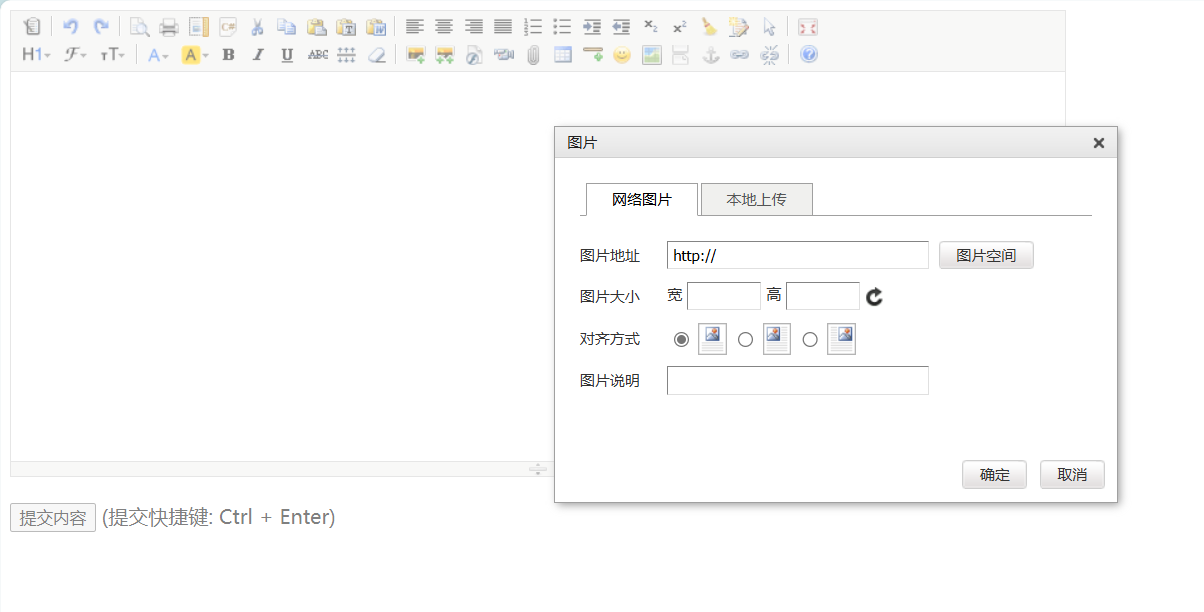 H1 ℱ тT A A B I U ABC
图片
网络图片 本地上传
图片地址 http:// 图片空间
图片大小 宽 高
对齐方式
图片说明
确定 取消
提交内容 (提交快捷键: Ctrl + Enter)